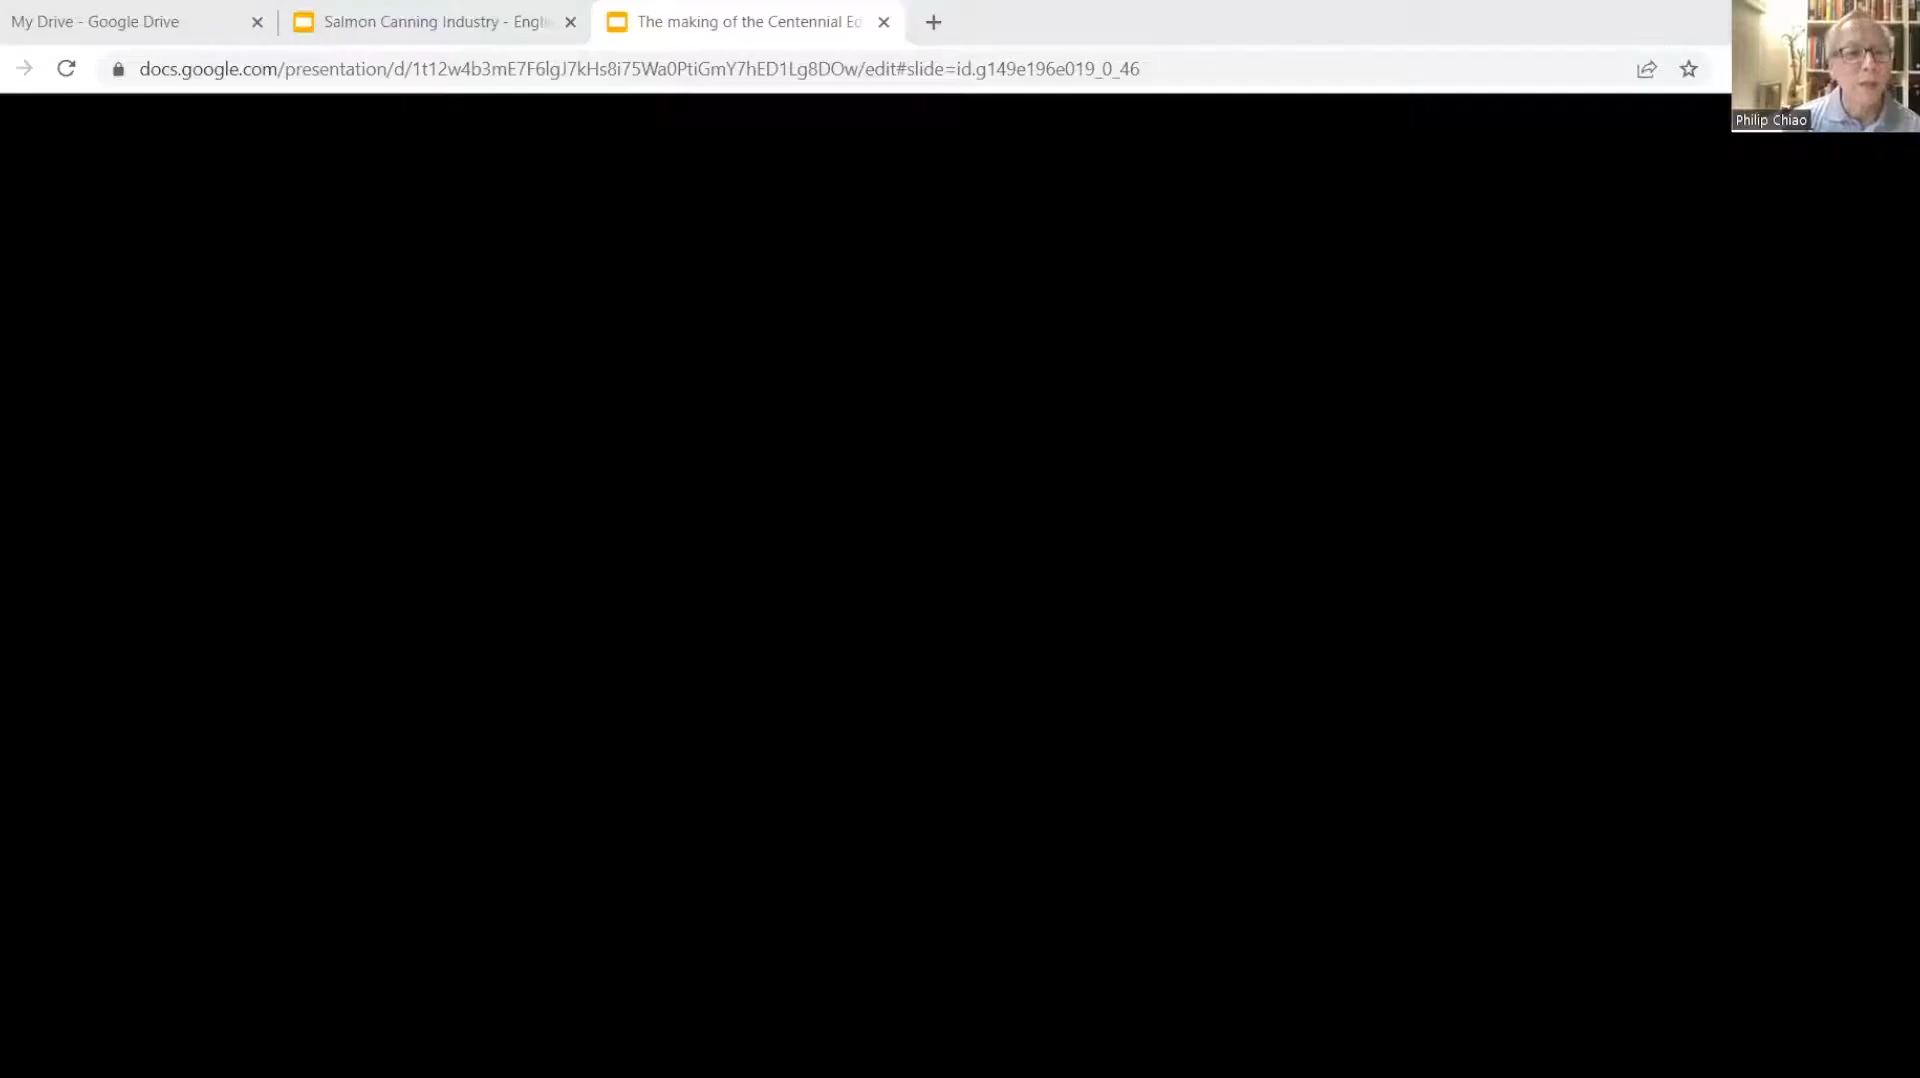 My Drive - Google Drive
Salmon Canning Industry - Engli
The making of the Centennial Ed
docs.google.com/presentation/d/1t12w4b3mE7F6lgJ7kHs8i75Wa0PtiGmY7hED1Lg8DOw/edit#slide=id.g149e196e019_0_46
Philip Chiao